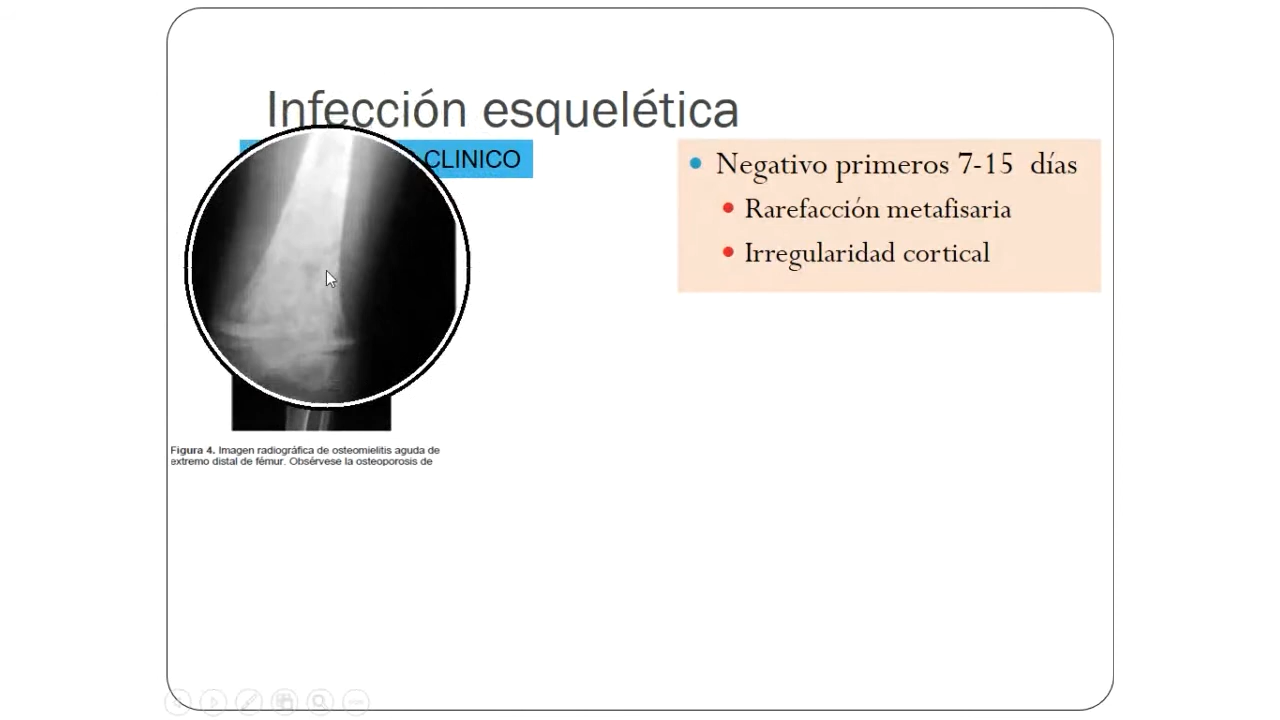 Infección esquelética
CLINICO
Negativo primeros 7-15 días
Rarefacción metafisaria
Irregularidad cortical
Figura 4. Imagen radiográfica de osteomielitis aguda de
extremo distal de fémur. Obsérvese la osteoporosis de